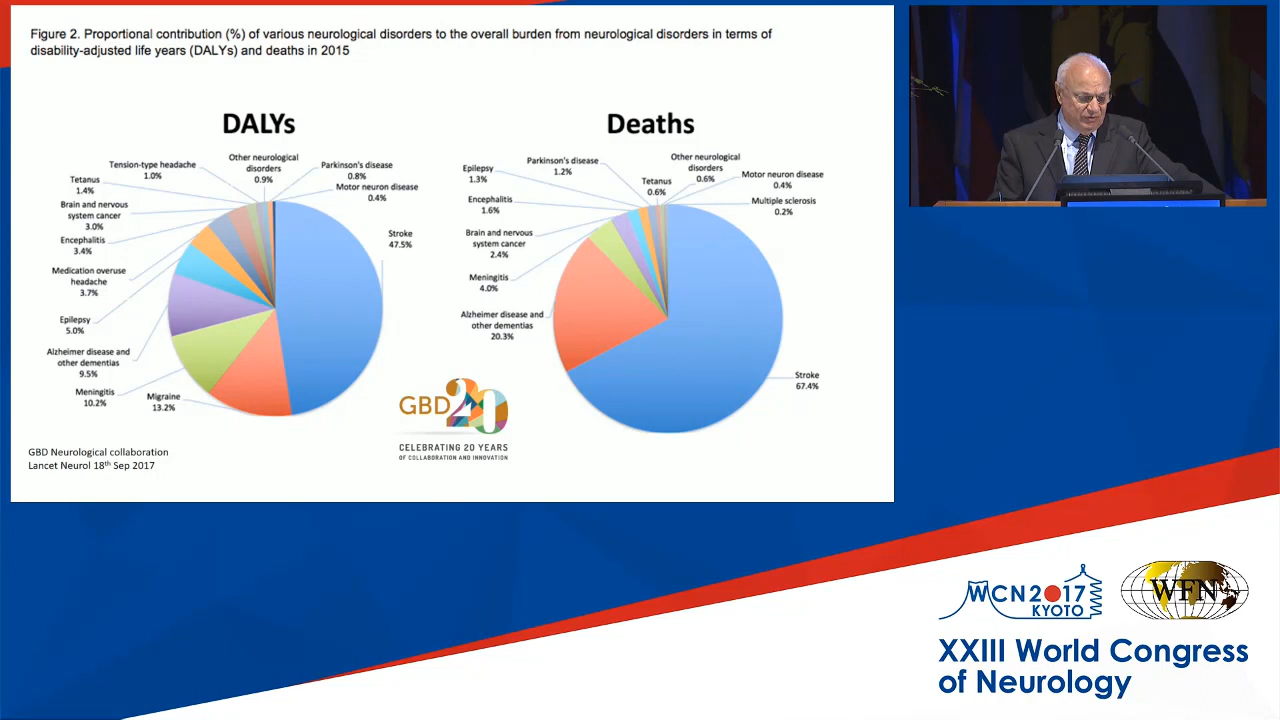 Figure 2. Proportional contribution (%) of various neurological disorders to the overall burden from neurological disorders in terms of
disability-adjusted life years (DALYs) and deaths in 2015
DALYs
Tension-type headache
1.0%
Other neurological
disorders
0.9%
Parkinson's disease
0.8%
Motor neuron disease
0.4%
Tetanus
1.4%
Brain and nervous
system cancer
3.0%
Encephalitis
3.4%
Medication overuse
headache
3.7%
Epilepsy
5.0%
Alzheimer disease and
other dementias
9.5%
Meningitis
10.2%
Migraine
13.2%
Stroke
47.5%
Deaths
Epilepsy
1.3%
Parkinson's disease
1.2%
Tetanus
0.6%
Other neurological
disorders
0.6%
Motor neuron disease
0.4%
Multiple sclerosis
0.2%
Encephalitis
1.6%
Brain and nervous
system cancer
2.4%
Meningitis
4.0%
Alzheimer disease and
other dementias
20.3%
Stroke
67.4%
GBD 20
CELEBRATING 20 YEARS
OF COLLABORATION AND INNOVATION
GBD Neurological collaboration
Lancet Neurol 18th Sep 2017
WCN2017
KYOTO
WFN
XXIII World Congress
of Neurology